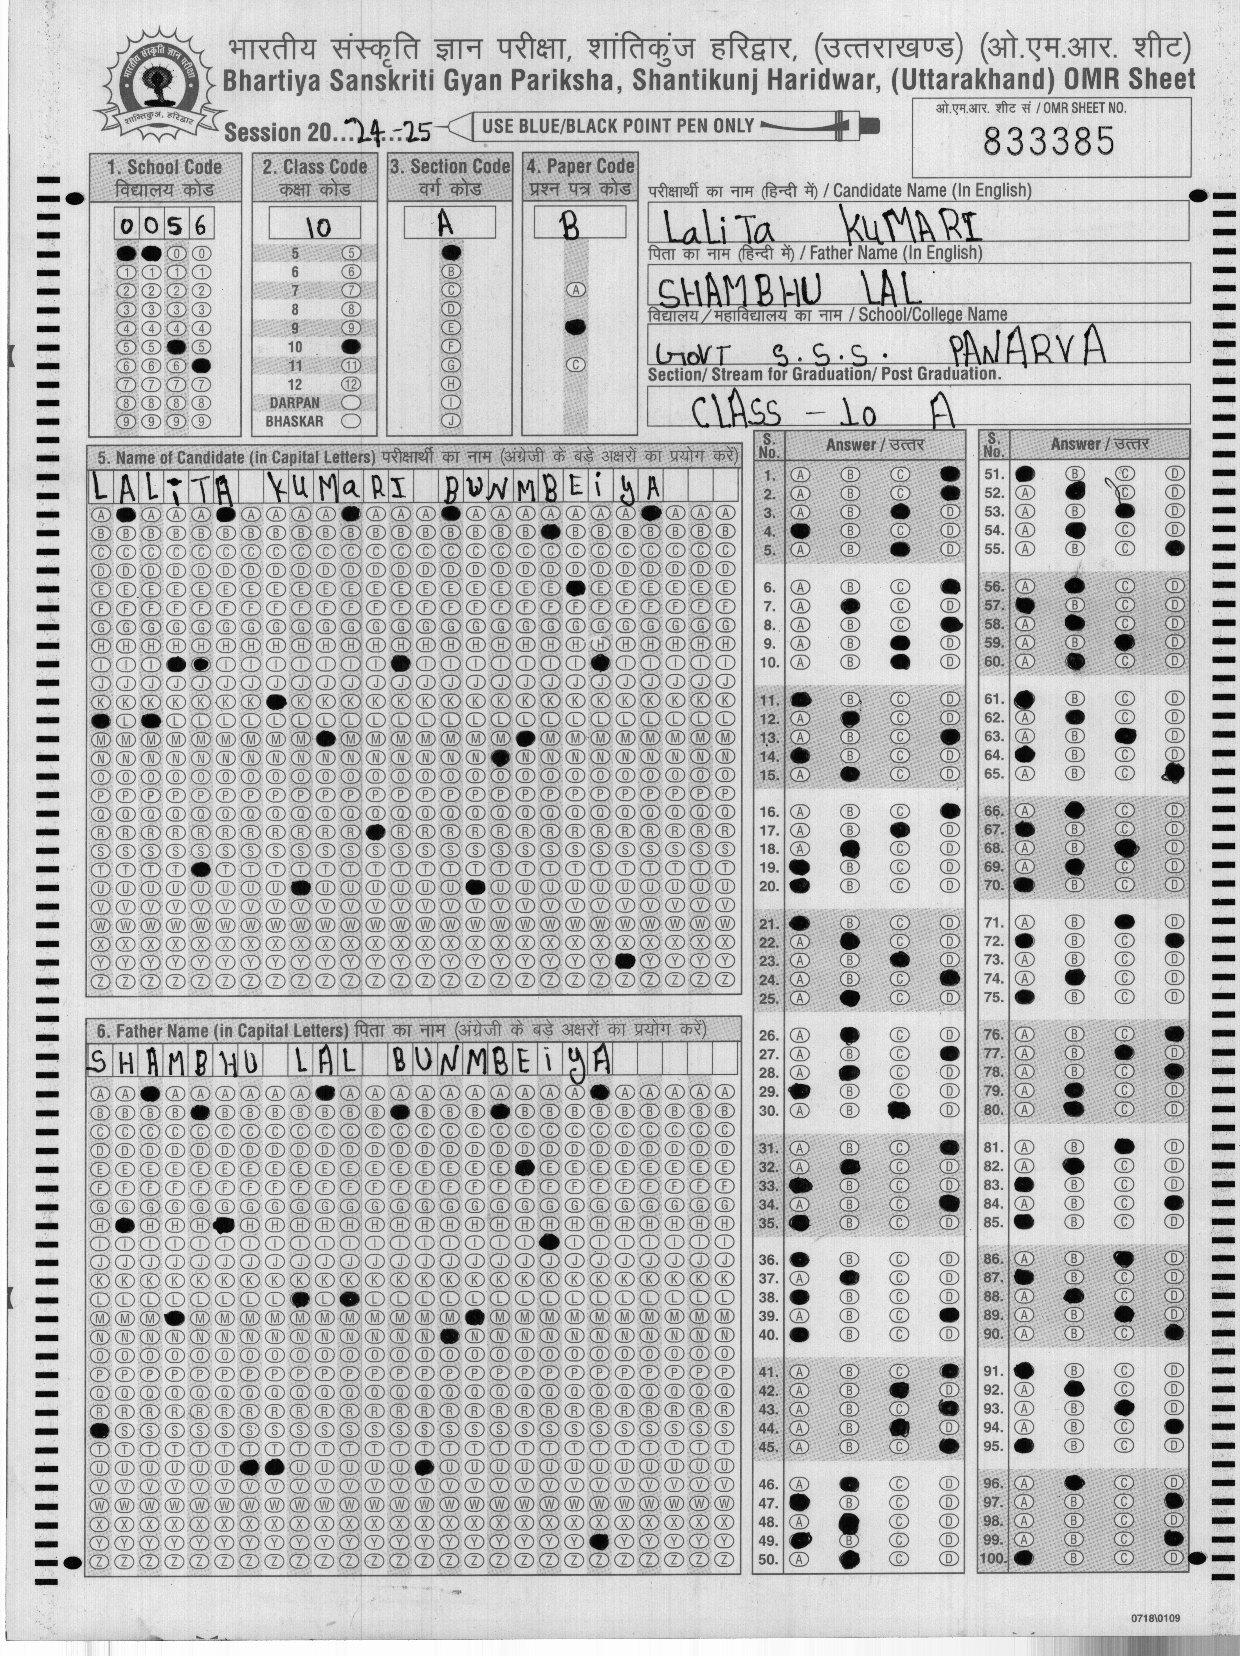 भारतीय संस्कृति ज्ञान परीक्षा, शांतिकुंज हरिद्वार, (उत्तराखण्ड) (ओ.एम.आर. शीट)
Bhartiya Sanskriti Gyan Pariksha, Shantikunj Haridwar, (Uttarakhand) OMR Sheet
Session 20...24-25
USE BLUE/BLACK POINT PEN ONLY
ओ.एम.आर. शीट सं / OMR SHEET NO.
833385
1. School Code
विद्यालय कोड
0056
2. Class Code
कक्षा कोड
10
5 6 7 8 9 10 11 12
DARPAN
BHASKAR
3. Section Code
वर्ग कोड
A
4. Paper Code
प्रश्न पत्र कोड
B
परीक्षार्थी का नाम (हिन्दी में) / Candidate Name (In English)
LaLiTa KuMARI
पिता का नाम (हिन्दी में) / Father Name (In English)
SHAMBHU LAL
विद्यालय / महाविद्यालय का नाम / School/College Name
GOVT S.S.S. PANARVA
Section/ Stream for Graduation/ Post Graduation.
CLASS - 10 A
5. Name of Candidate (in Capital Letters) परीक्षार्थी का नाम (अंग्रेजी के बड़े अक्षरों का प्रयोग करें)
LALiTA KUMaRI BUNMBEiyA
6. Father Name (in Capital Letters) पिता का नाम (अंग्रेजी के बड़े अक्षरों का प्रयोग करें)
SHAMBHU LAL BUNMBEiyA
S. No. Answer / उत्तर
S. No. Answer / उत्तर
0718\0109